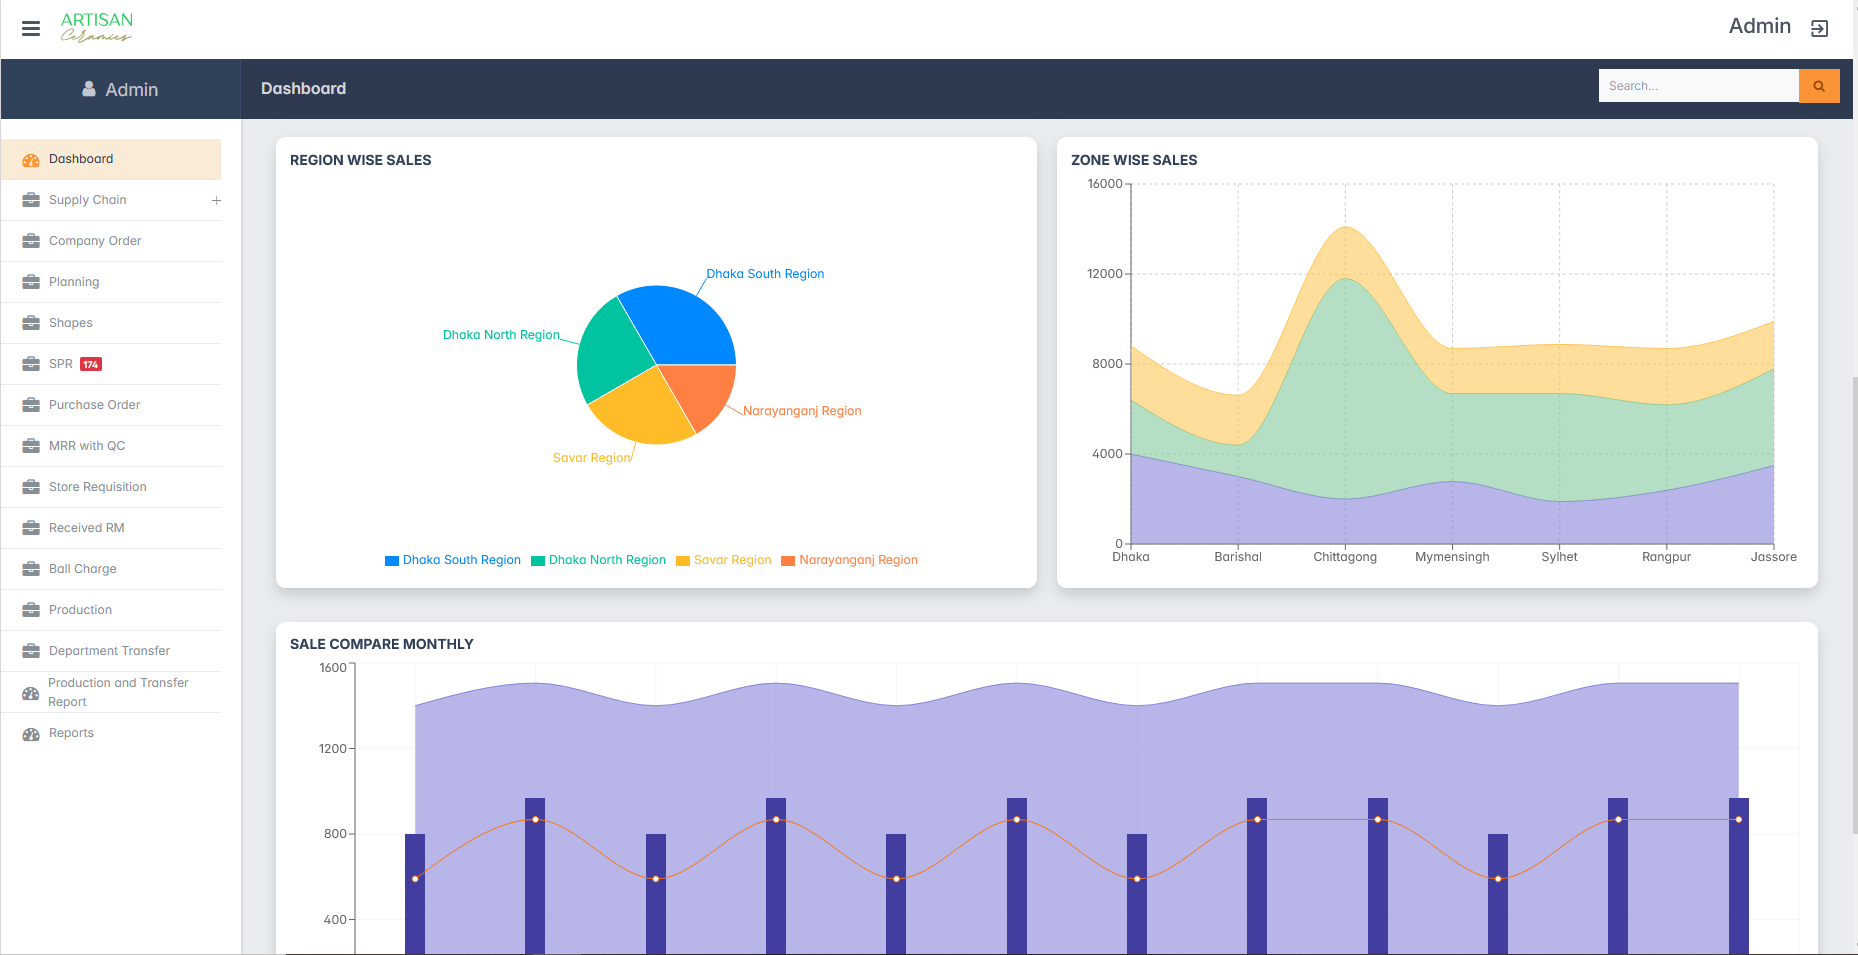 ARTISAN
Ceramics
Admin
Admin
Dashboard
Search...
Dashboard
Supply Chain
Company Order
Planning
Shapes
SPR 174
Purchase Order
MRR with QC
Store Requisition
Received RM
Ball Charge
Production
Department Transfer
Production and Transfer
Report
Reports
REGION WISE SALES
Dhaka South Region
Dhaka North Region
Narayanganj Region
Savar Region
Dhaka South Region Dhaka North Region Savar Region Narayanganj Region
ZONE WISE SALES
16000
12000
8000
4000
0
Dhaka Barishal Chittagong Mymensingh Sylhet Rangpur Jassore
SALE COMPARE MONTHLY
1600
1200
800
400